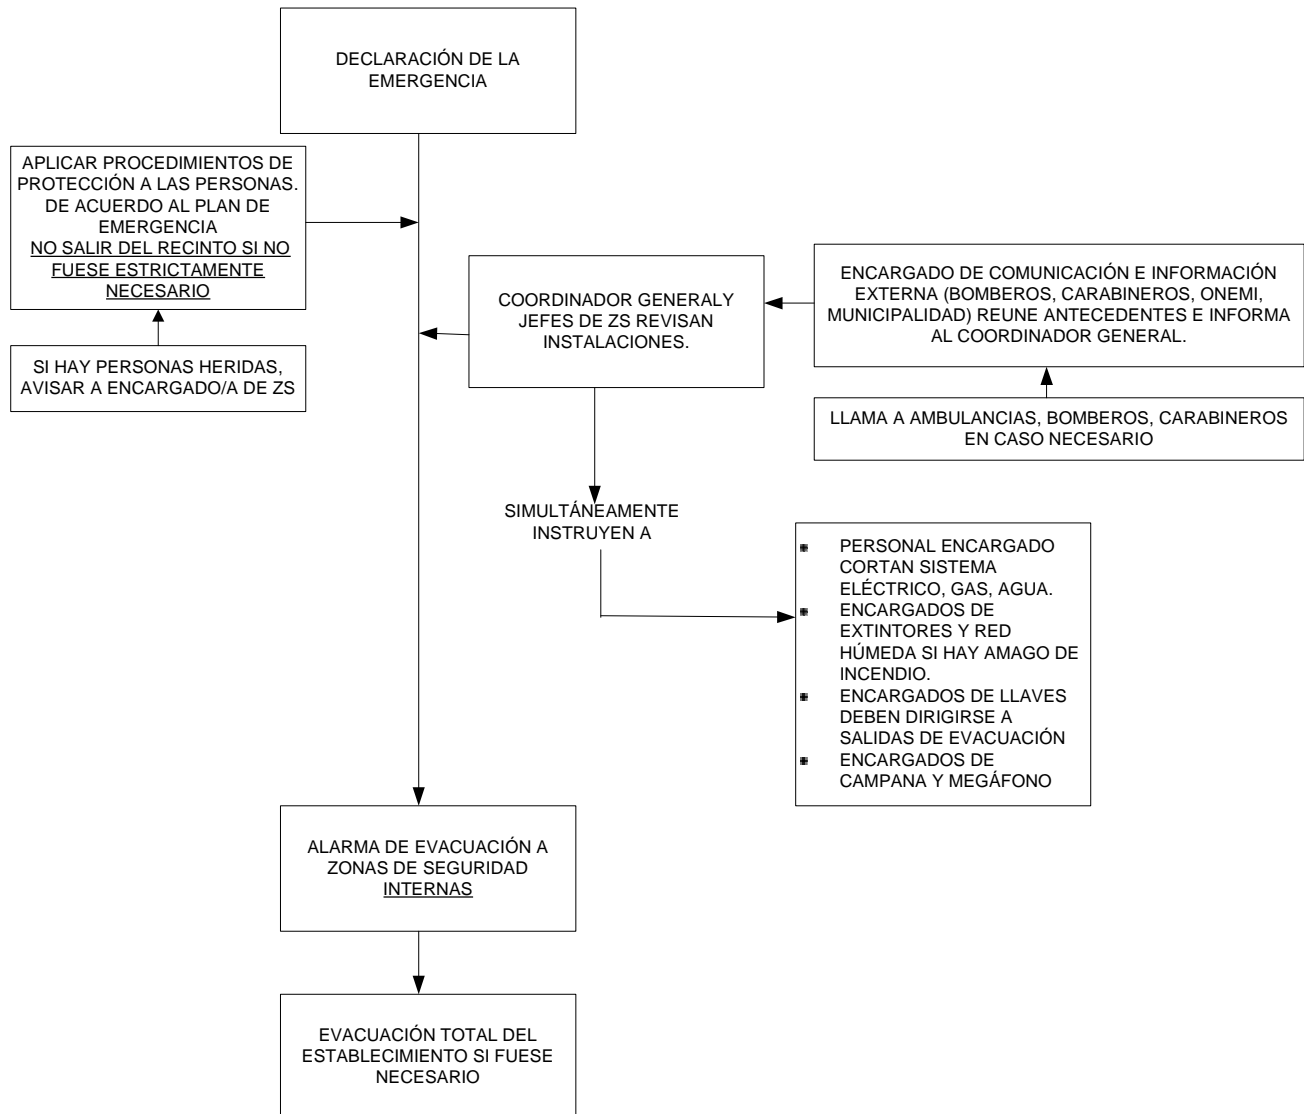 DECLARACIÓN DE LA
EMERGENCIA
APLICAR PROCEDIMIENTOS DE
PROTECCIÓN A LAS PERSONAS.
DE ACUERDO AL PLAN DE
EMERGENCIA
NO SALIR DEL RECINTO SI NO
FUESE ESTRICTAMENTE
NECESARIO
SI HAY PERSONAS HERIDAS,
AVISAR A ENCARGADO/A DE ZS
COORDINADOR GENERALY
JEFES DE ZS REVISAN
INSTALACIONES.
ENCARGADO DE COMUNICACIÓN E INFORMACIÓN
EXTERNA (BOMBEROS, CARABINEROS, ONEMI,
MUNICIPALIDAD) REUNE ANTECEDENTES E INFORMA
AL COORDINADOR GENERAL.
LLAMA A AMBULANCIAS, BOMBEROS, CARABINEROS
EN CASO NECESARIO
SIMULTÁNEAMENTE
INSTRUYEN A
PERSONAL ENCARGADO
CORTAN SISTEMA
ELÉCTRICO, GAS, AGUA.
ENCARGADOS DE
EXTINTORES Y RED
HÚMEDA SI HAY AMAGO DE
INCENDIO.
ENCARGADOS DE LLAVES
DEBEN DIRIGIRSE A
SALIDAS DE EVACUACIÓN
ENCARGADOS DE
CAMPANA Y MEGÁFONO
ALARMA DE EVACUACIÓN A
ZONAS DE SEGURIDAD
INTERNAS
EVACUACIÓN TOTAL DEL
ESTABLECIMIENTO SI FUESE
NECESARIO